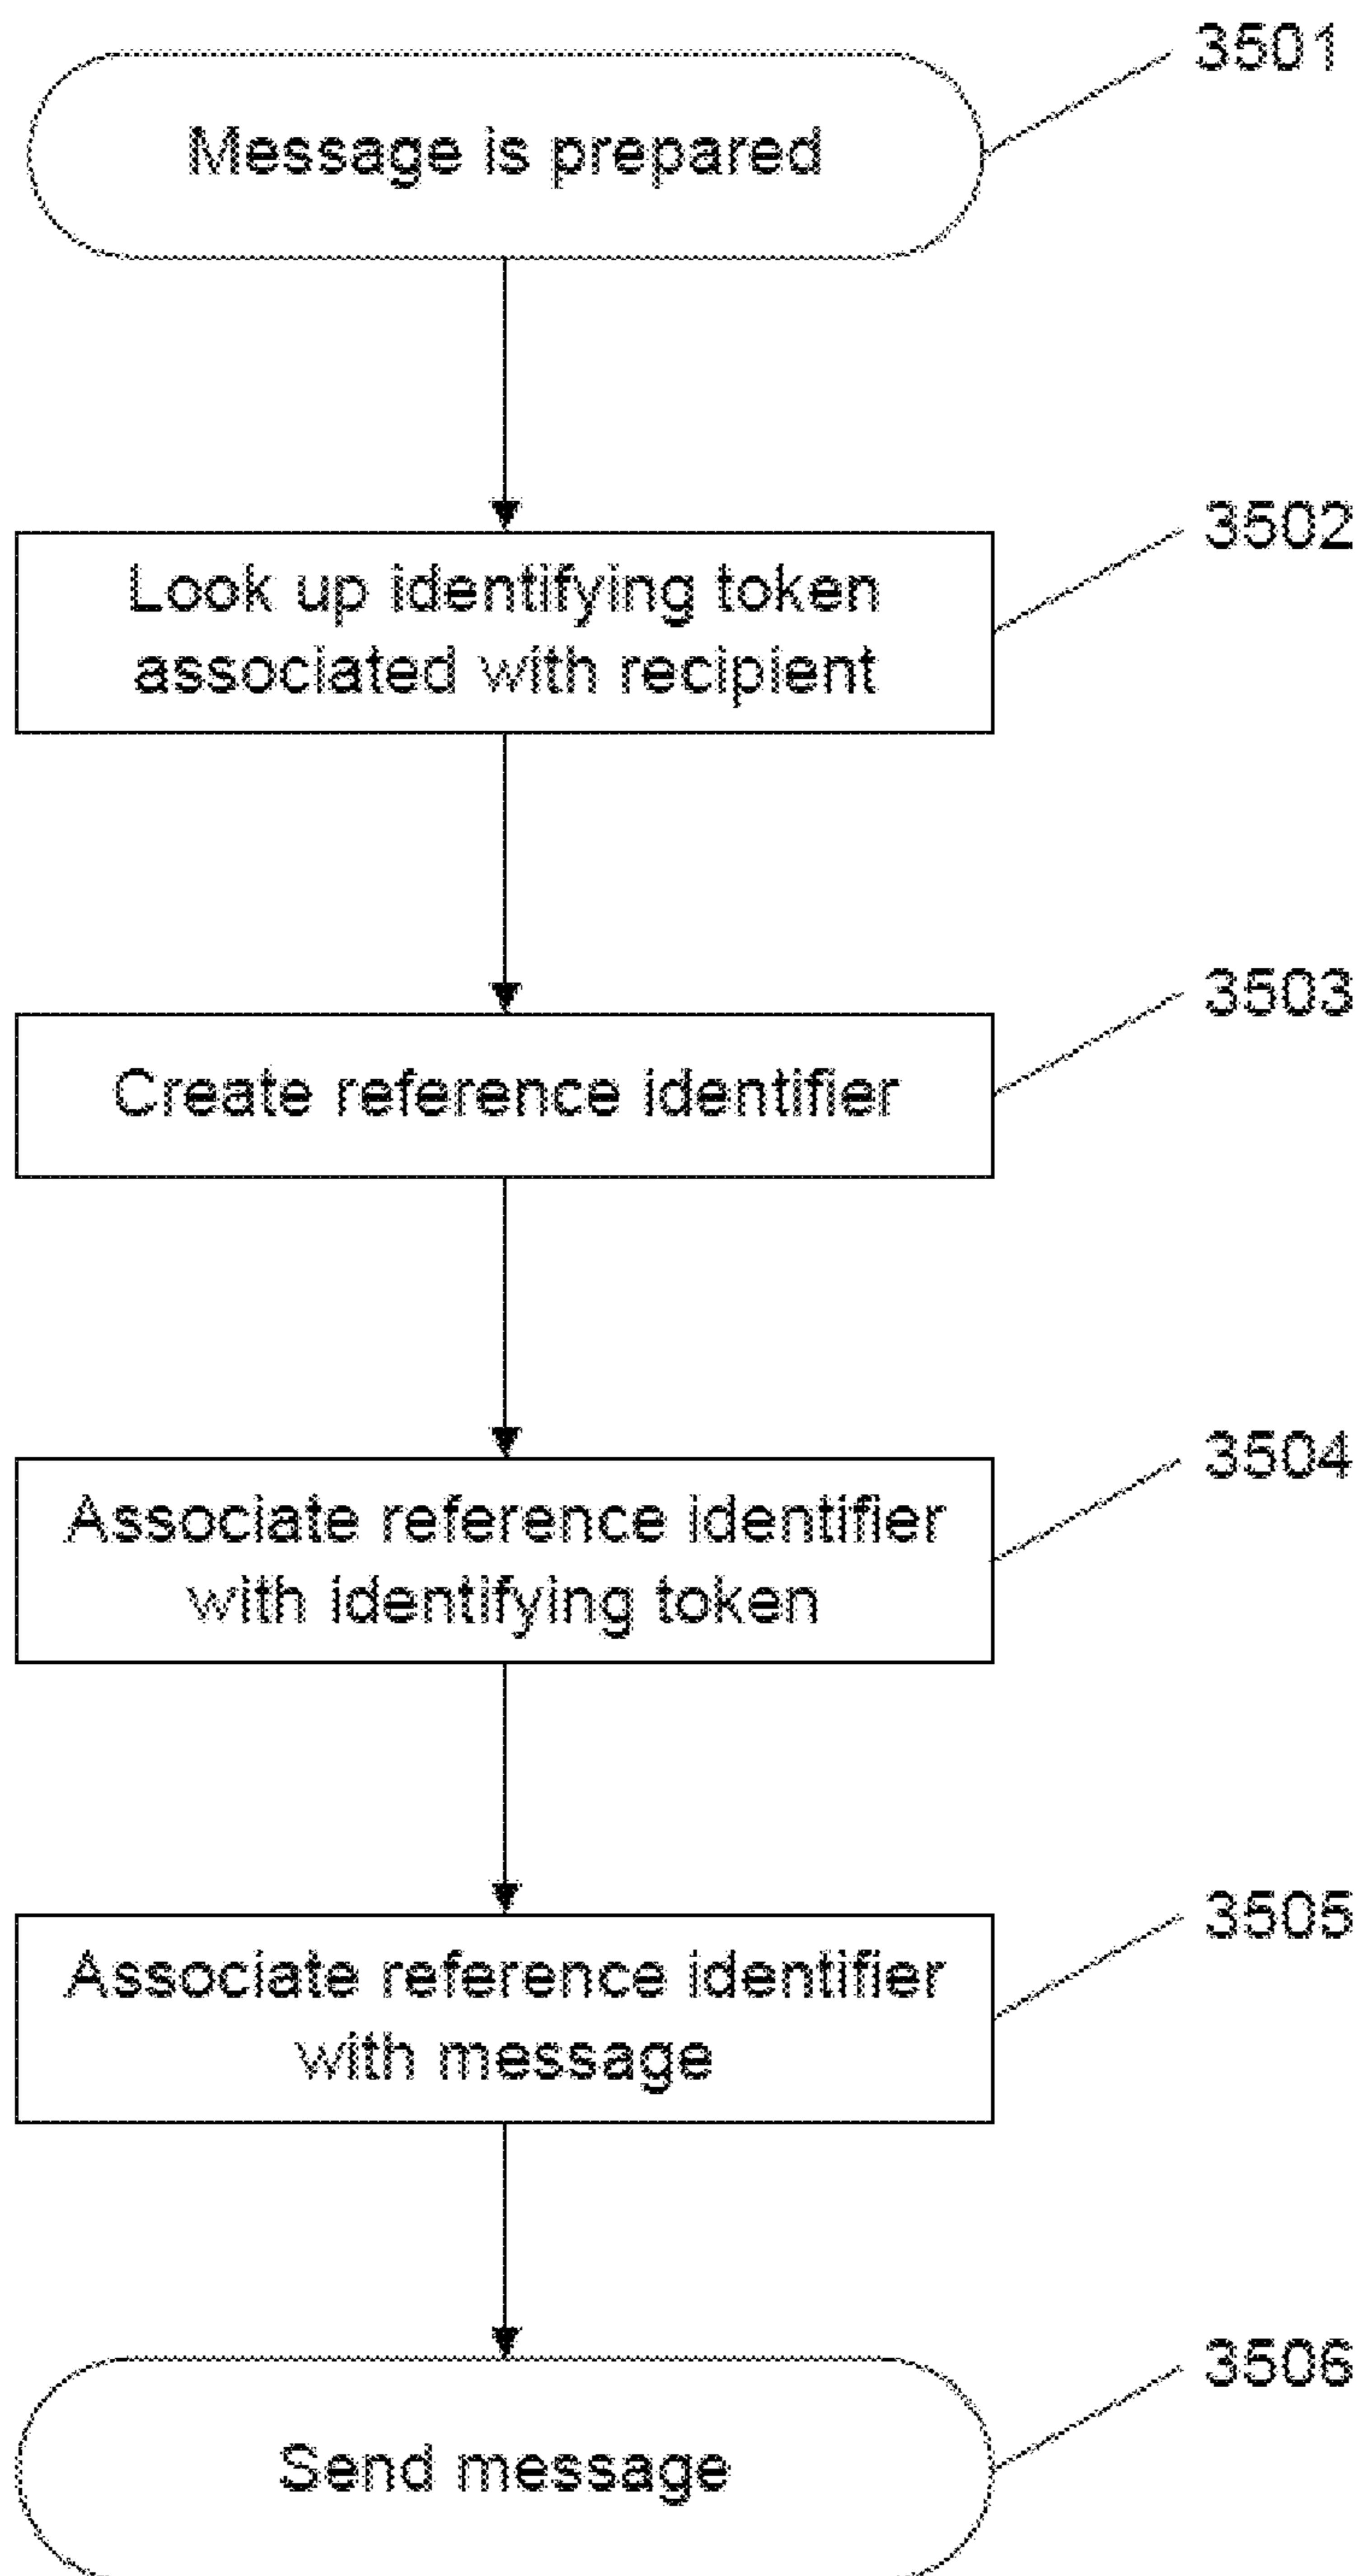 3501
Message is prepared
3502
Look up identifying token
associated with recipient
3503
Create reference identifier
3504
Associate reference identifier
with identifying token
3505
Associate reference identifier
with message
3506
Send message